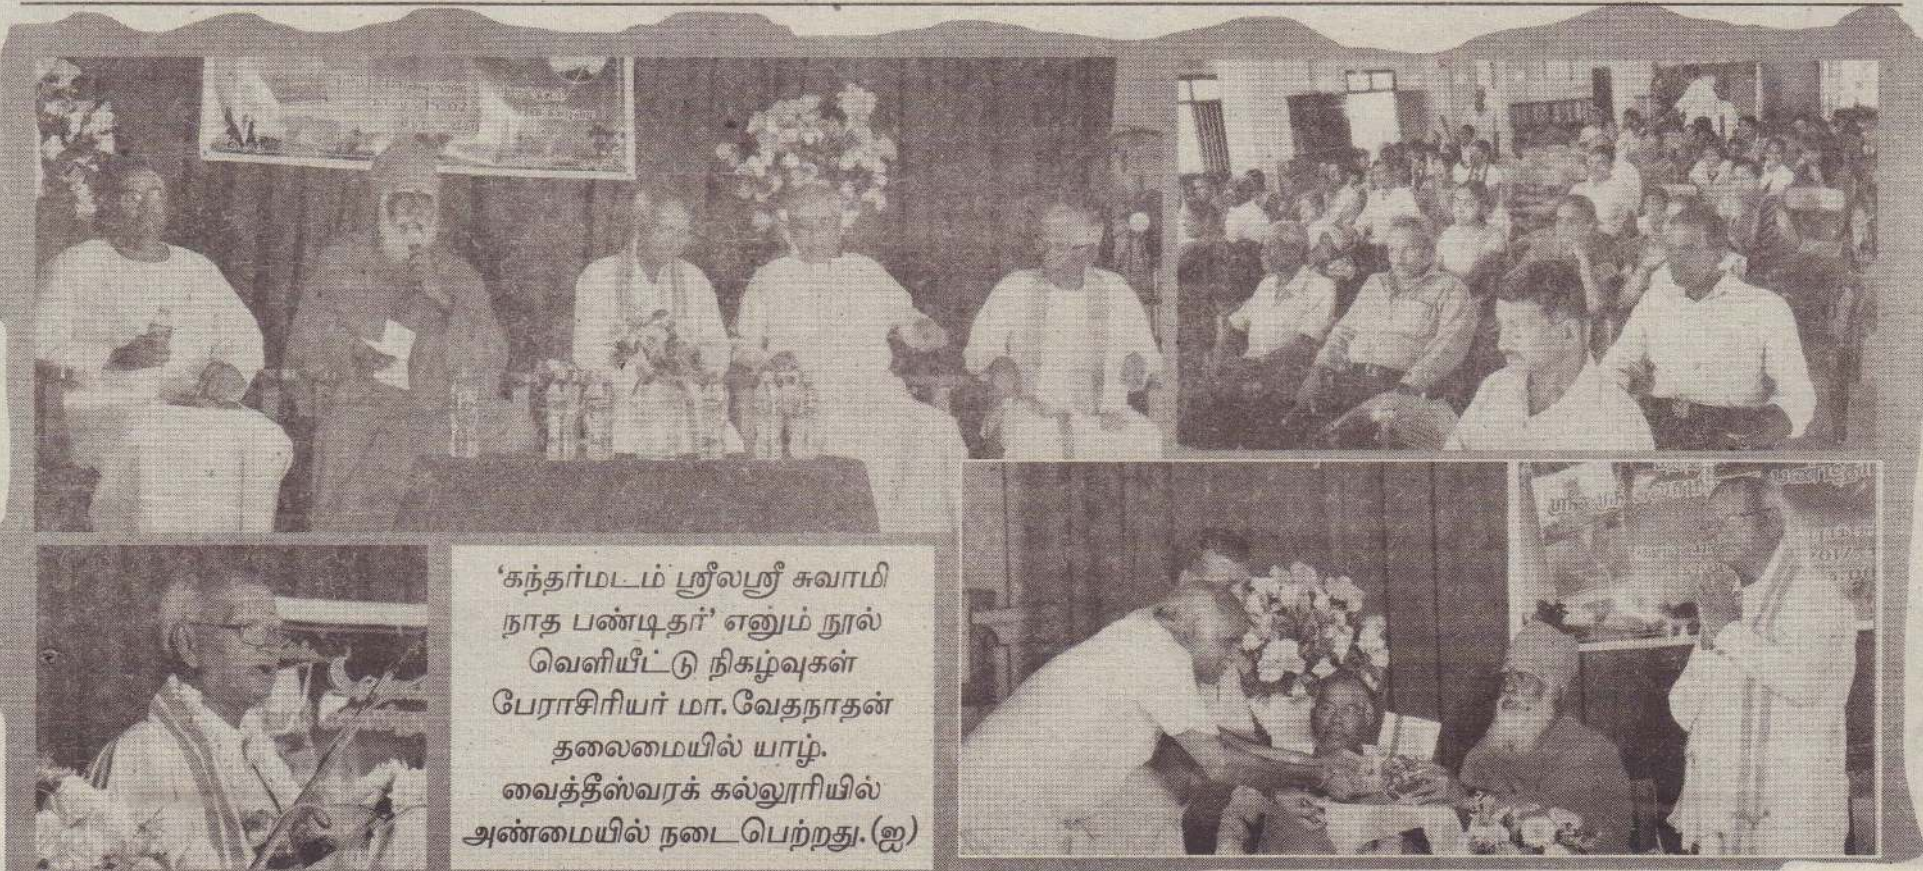 ‘கந்தர்மடம் ஸ்ரீலஸ்ரீ சுவாமி
நாத பண்டிதர்’ எனும் நூல்
வெளியீட்டு நிகழ்வுகள்
பேராசிரியர் மா.வேதநாதன்
தலைமையில் யாழ்.
வைத்தீஸ்வரக் கல்லூரியில்
அண்மையில் நடைபெற்றது.(ஐ)